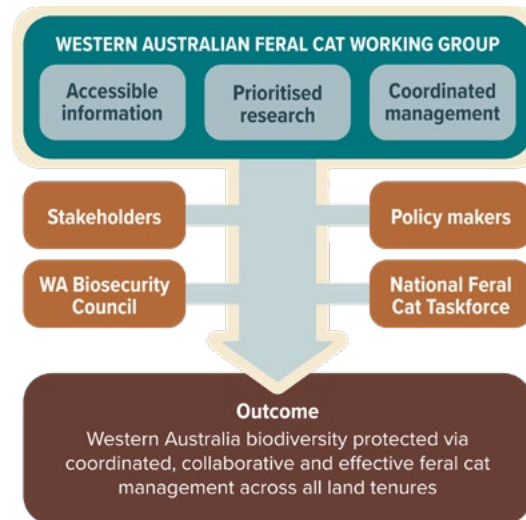 WESTERN AUSTRALIAN FERAL CAT WORKING GROUP
Accessible
information
Prioritised
research
Coordinated
management
Stakeholders
Policy makers
WA Biosecurity
Council
National Feral
Cat Taskforce
Outcome
Western Australia biodiversity protected via
coordinated, collaborative and effective feral cat
management across all land tenures